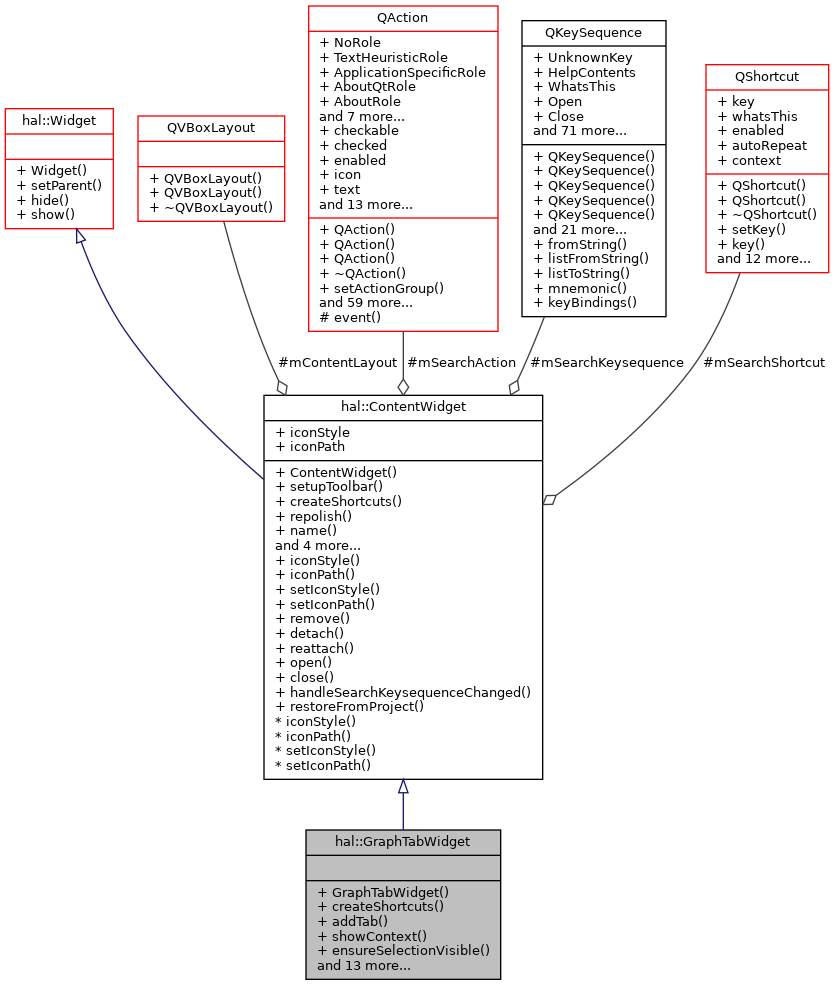 hal::Widget
+ Widget()
+ setParent()
+ hide()
+ show()
QVBoxLayout
+ QVBoxLayout()
+ QVBoxLayout()
+ ~QVBoxLayout()
QAction
+ NoRole
+ TextHeuristicRole
+ ApplicationSpecificRole
+ AboutQtRole
+ AboutRole
and 7 more...
+ checkable
+ checked
+ enabled
+ icon
+ text
and 13 more...
+ QAction()
+ QAction()
+ QAction()
+ ~QAction()
+ setActionGroup()
and 59 more...
# event()
QKeySequence
+ UnknownKey
+ HelpContents
+ WhatsThis
+ Open
+ Close
and 71 more...
+ QKeySequence()
+ QKeySequence()
+ QKeySequence()
+ QKeySequence()
+ QKeySequence()
and 21 more...
+ fromString()
+ listFromString()
+ listToString()
+ mnemonic()
+ keyBindings()
QShortcut
+ key
+ whatsThis
+ enabled
+ autoRepeat
+ context
+ QShortcut()
+ QShortcut()
+ ~QShortcut()
+ setKey()
+ key()
and 12 more...
#mContentLayout
#mSearchAction
#mSearchKeysequence
#mSearchShortcut
hal::ContentWidget
+ iconStyle
+ iconPath
+ ContentWidget()
+ setupToolbar()
+ createShortcuts()
+ repolish()
+ name()
and 4 more...
+ iconStyle()
+ iconPath()
+ setIconStyle()
+ setIconPath()
+ remove()
+ detach()
+ reattach()
+ open()
+ close()
+ handleSearchKeysequenceChanged()
+ restoreFromProject()
* iconStyle()
* iconPath()
* setIconStyle()
* setIconPath()
hal::GraphTabWidget
+ GraphTabWidget()
+ createShortcuts()
+ addTab()
+ showContext()
+ ensureSelectionVisible()
and 13 more...